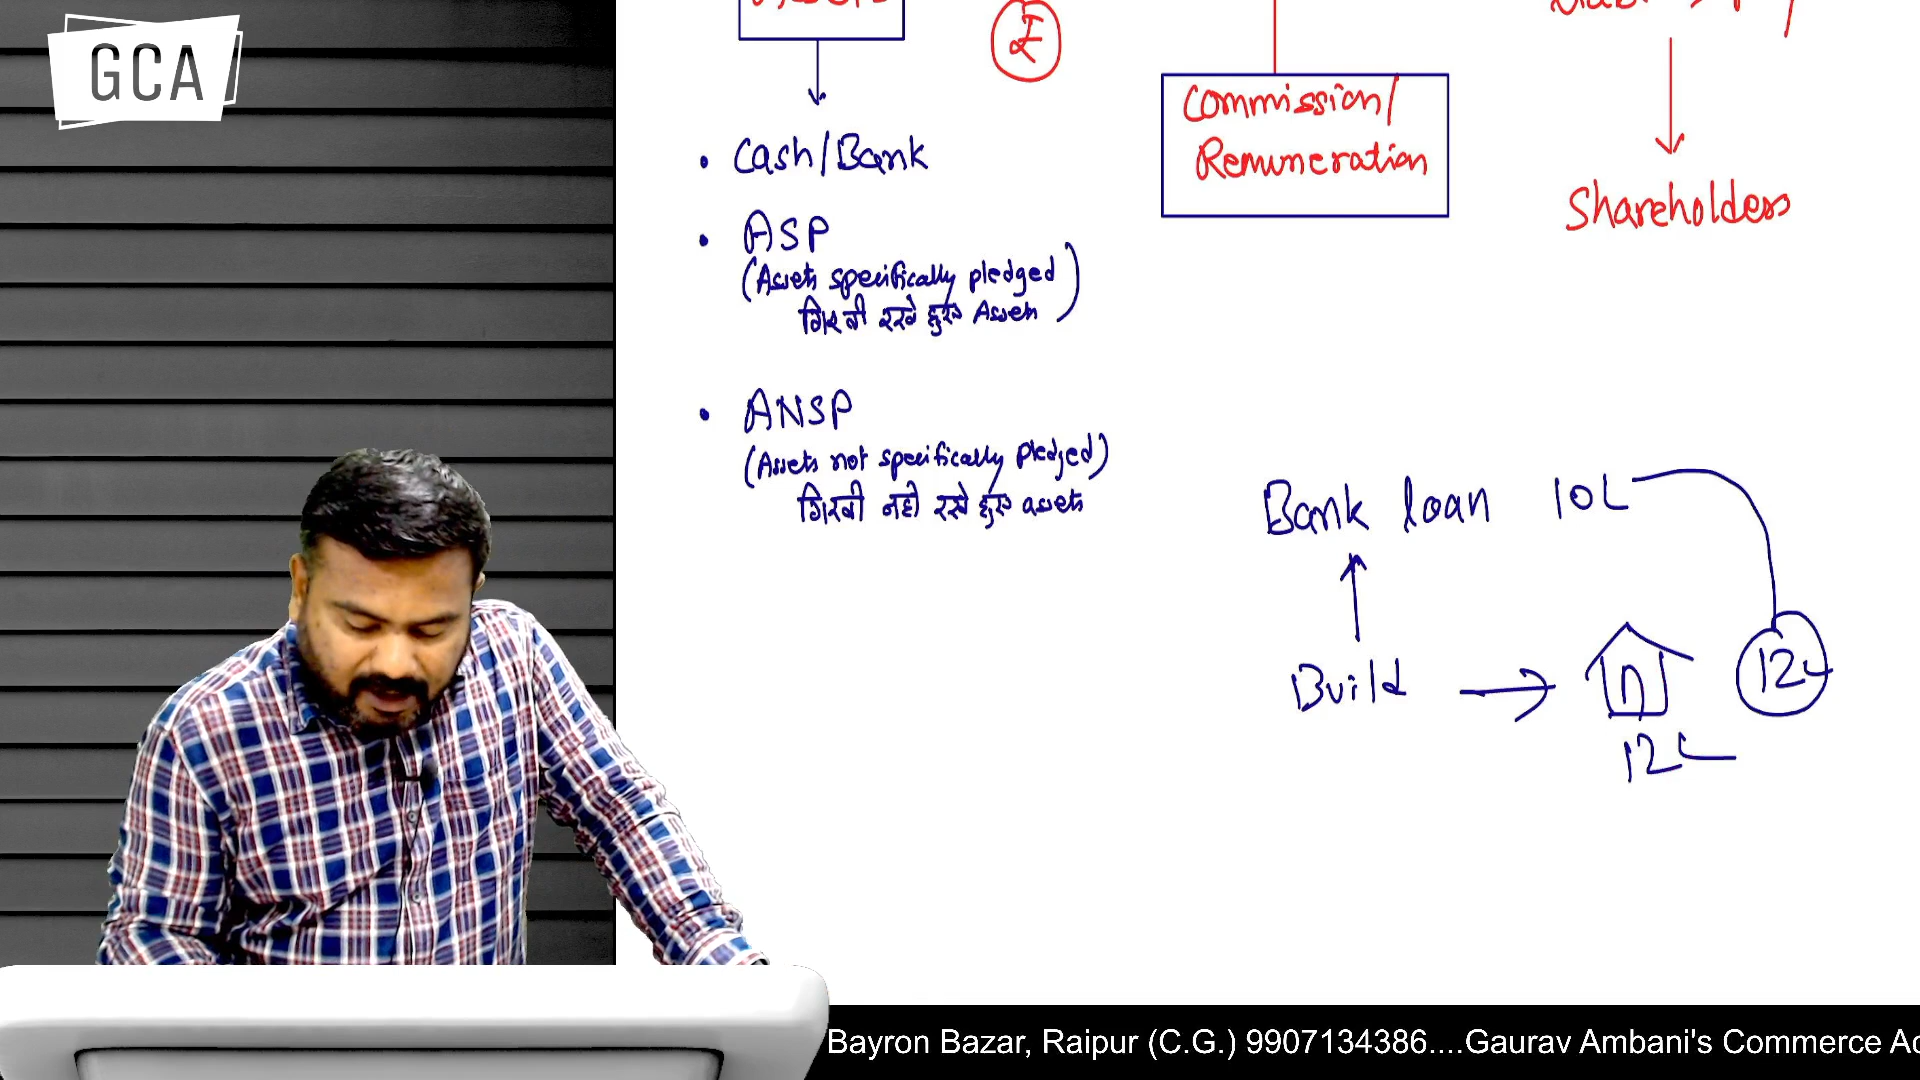 GCA
Commission/
Remuneration
Shareholders
• Cash/Bank
• ASP
(Assets specifically pledged
गिरवी रखे हुए Assets)
• ANSP
(Assets not specifically pledged)
गिरवी नही रखे हुए assets
Bank loan 10L
Build
12L
12L
Bayron Bazar, Raipur (C.G.) 9907134386....Gaurav Ambani's Commerce Ac